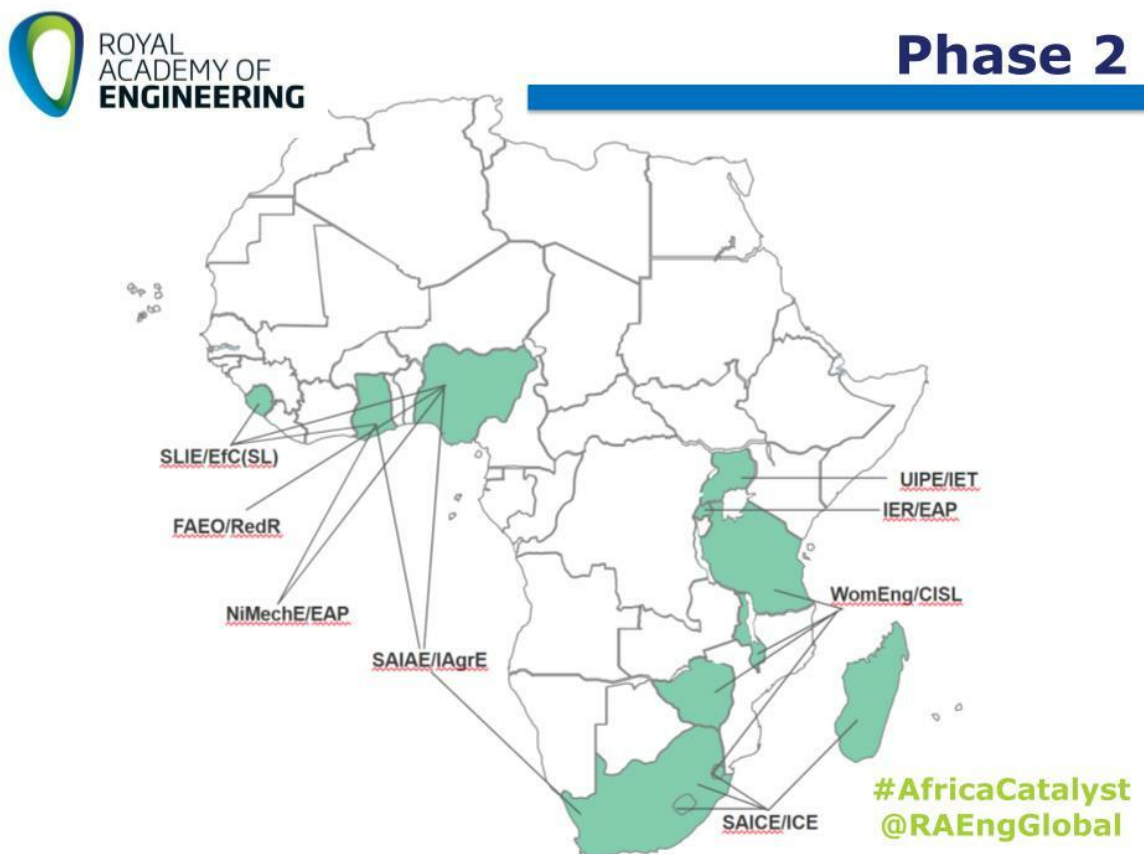 ROYAL
ACADEMY OF
ENGINEERING
Phase 2
SLIE/EfC(SL)
FAEO/RedR
NiMechE/EAP
SAIAE/IAgrE
UIPE/IET
IER/EAP
WomEng/CISL
SAICE/ICE
#AfricaCatalyst
@RAEngGlobal